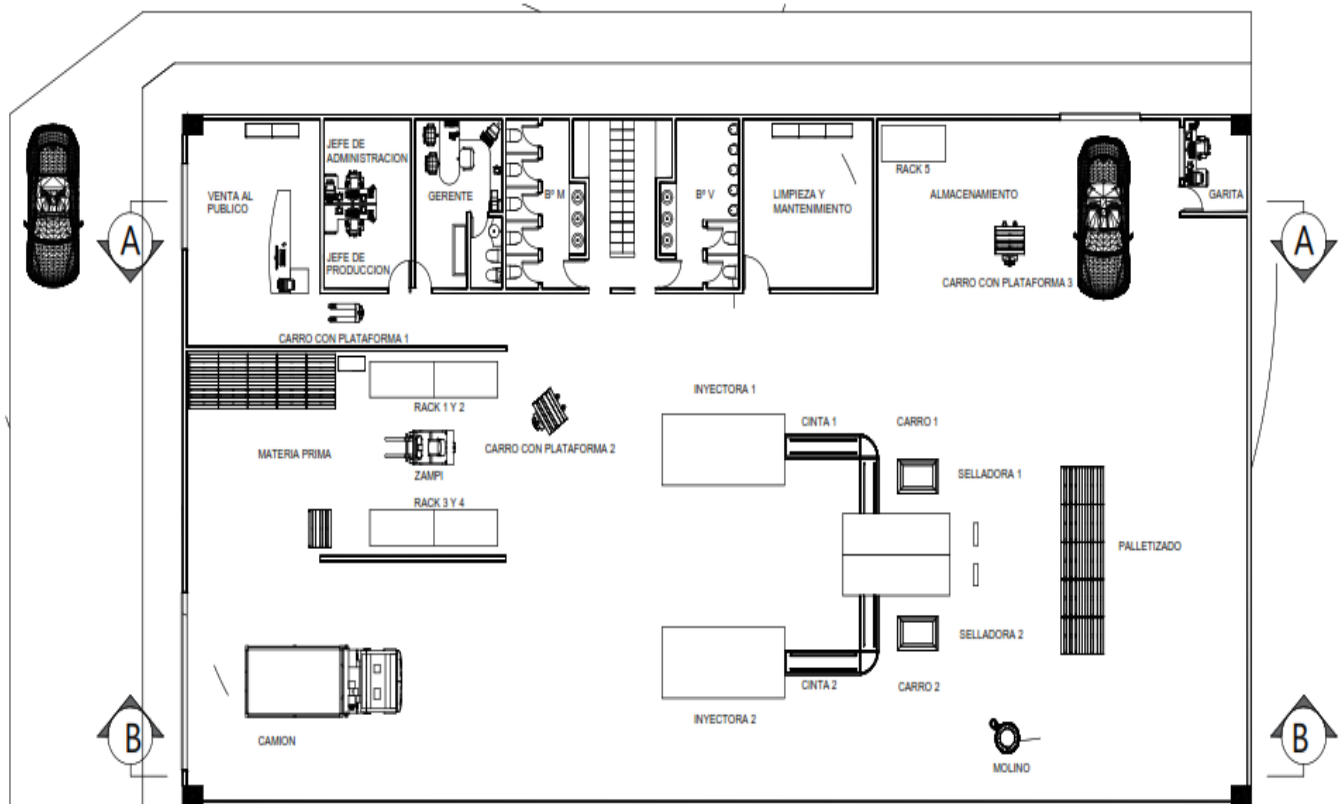 JEFE DE
ADMINISTRACION
VENTA AL
PUBLICO
GERENTE
Bº M
Bº V
LIMPIEZA Y
MANTENIMIENTO
RACK 5
ALMACENAMIENTO
GARITA
A
A
JEFE DE
PRODUCCION
CARRO CON PLATAFORMA 3
CARRO CON PLATAFORMA 1
RACK 1 Y 2
INYECTORA 1
CINTA 1
CARRO 1
MATERIA PRIMA
CARRO CON PLATAFORMA 2
ZAMPI
SELLADORA 1
RACK 3 Y 4
PALLETIZADO
SELLADORA 2
CINTA 2
CARRO 2
INYECTORA 2
B
B
CAMION
MOLINO